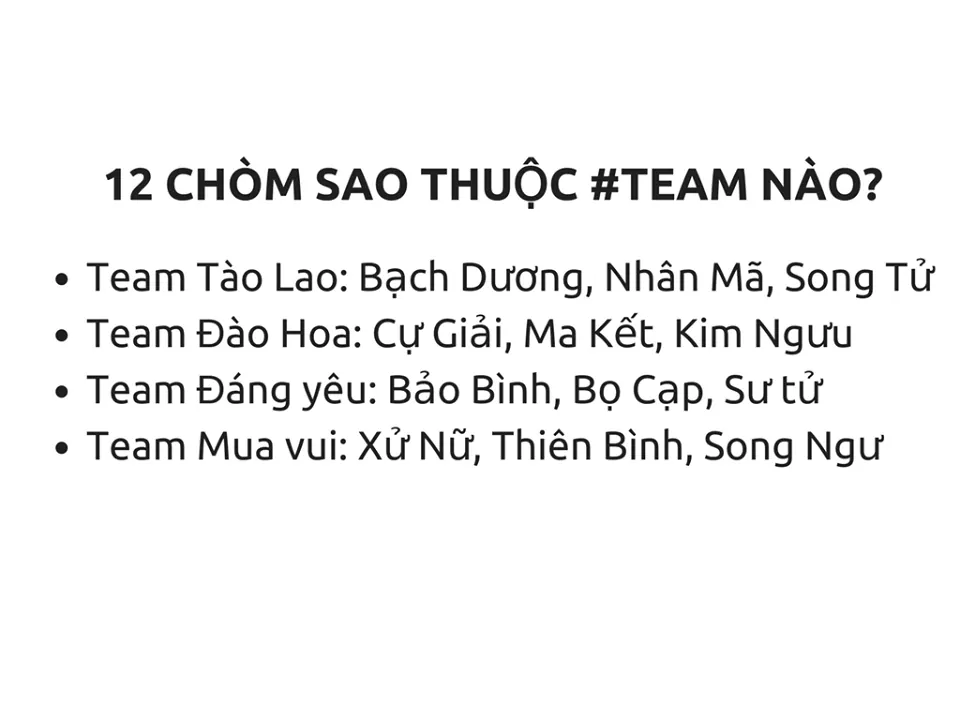 12 CHÒM SAO THUỘC #TEAM NÀO?
• Team Tào Lao: Bạch Dương, Nhân Mã, Song Tử
• Team Đào Hoa: Cự Giải, Ma Kết, Kim Ngưu
• Team Đáng yêu: Bảo Bình, Bọ Cạp, Sư tử
• Team Mua vui: Xử Nữ, Thiên Bình, Song Ngư